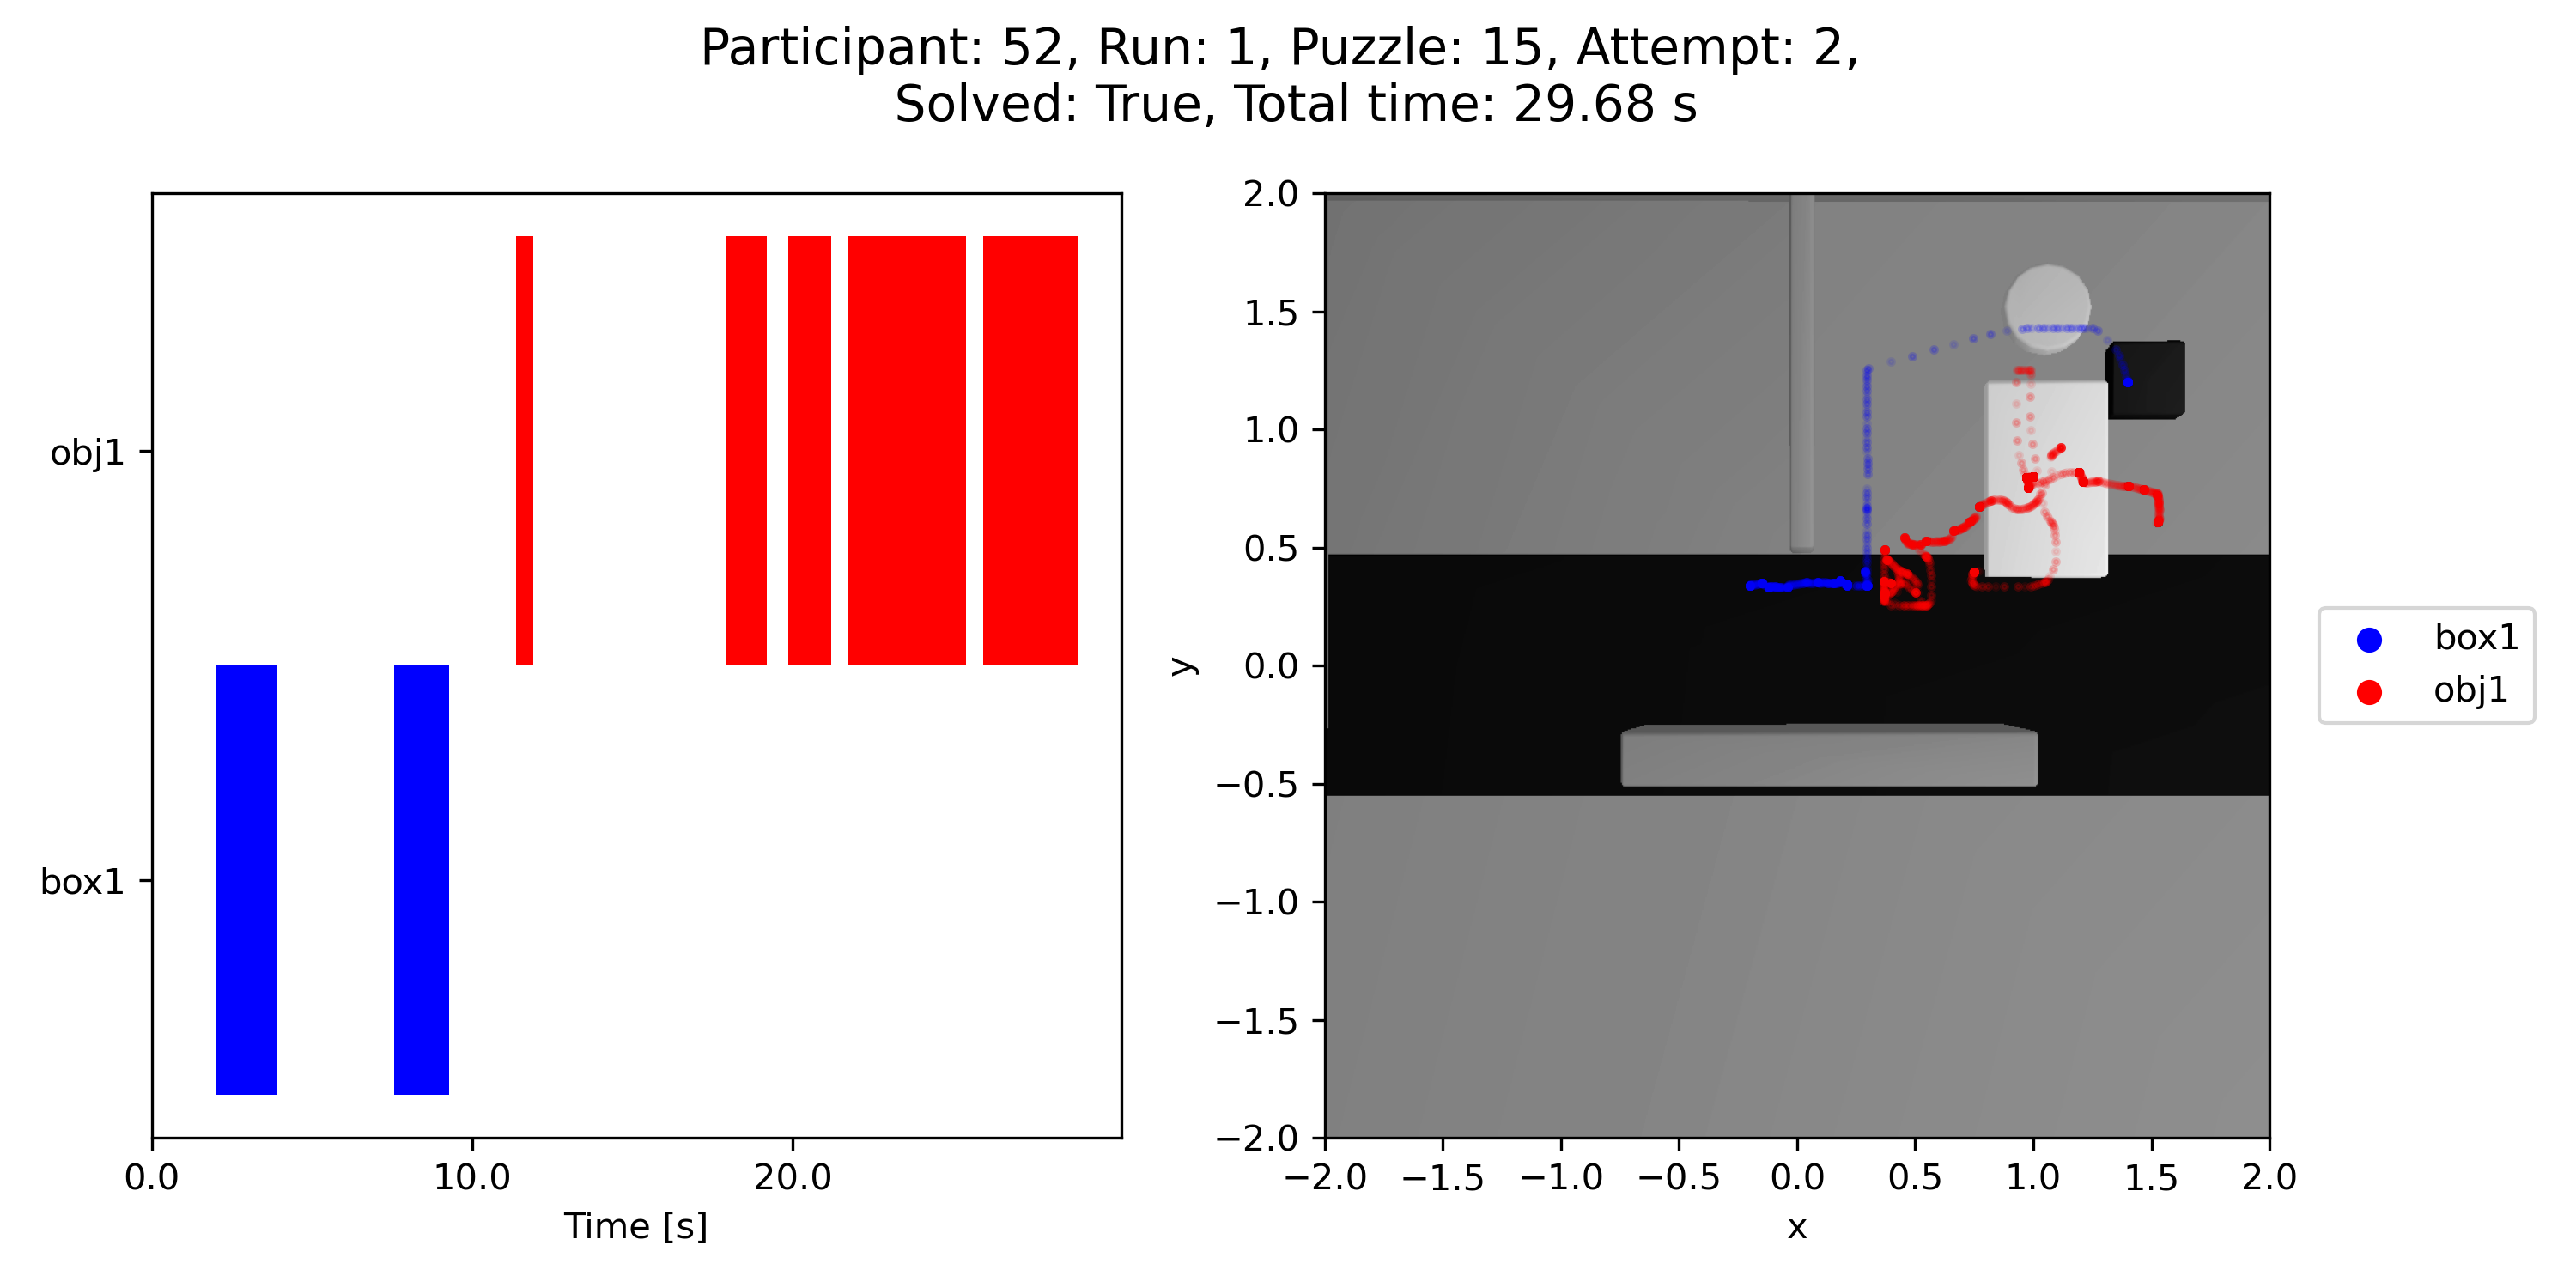 Participant: 52, Run: 1, Puzzle: 15, Attempt: 2,
Solved: True, Total time: 29.68 s
obj1
box1
0.0 10.0 20.0
Time [s]
2.0
1.5
1.0
0.5
0.0
−0.5
−1.0
−1.5
−2.0
y
−2.0 −1.5 −1.0 −0.5 0.0 0.5 1.0 1.5 2.0
x
box1
obj1